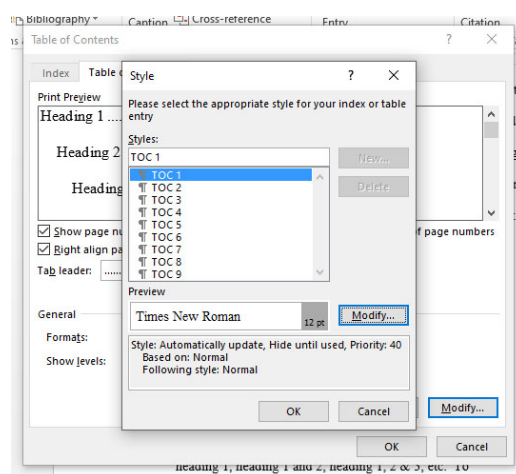 Bibliography
Caption
Cross-reference
Entry
Citation
Table of Contents
?
Index
Table
Style
?
Print Preview
Please select the appropriate style for your index or table
entry
Heading 1 ....
Styles:
TOC 1
New...
Heading 2
TOC 1
Delete
TOC 2
Heading
TOC 3
TOC 4
TOC 5
Show page
of page numbers
TOC 6
TOC 7
Right align
TOC 8
Tab leader: ......
TOC 9
Preview
General
Times New Roman
12 pt
Modify...
Formats:
Style: Automatically update, Hide until used, Priority: 40
Based on: Normal
Show levels:
Following style: Normal
OK
Cancel
Modify...
OK
Cancel
heading 1, heading 1 and 2, heading 1, 2 & 3, etc. To